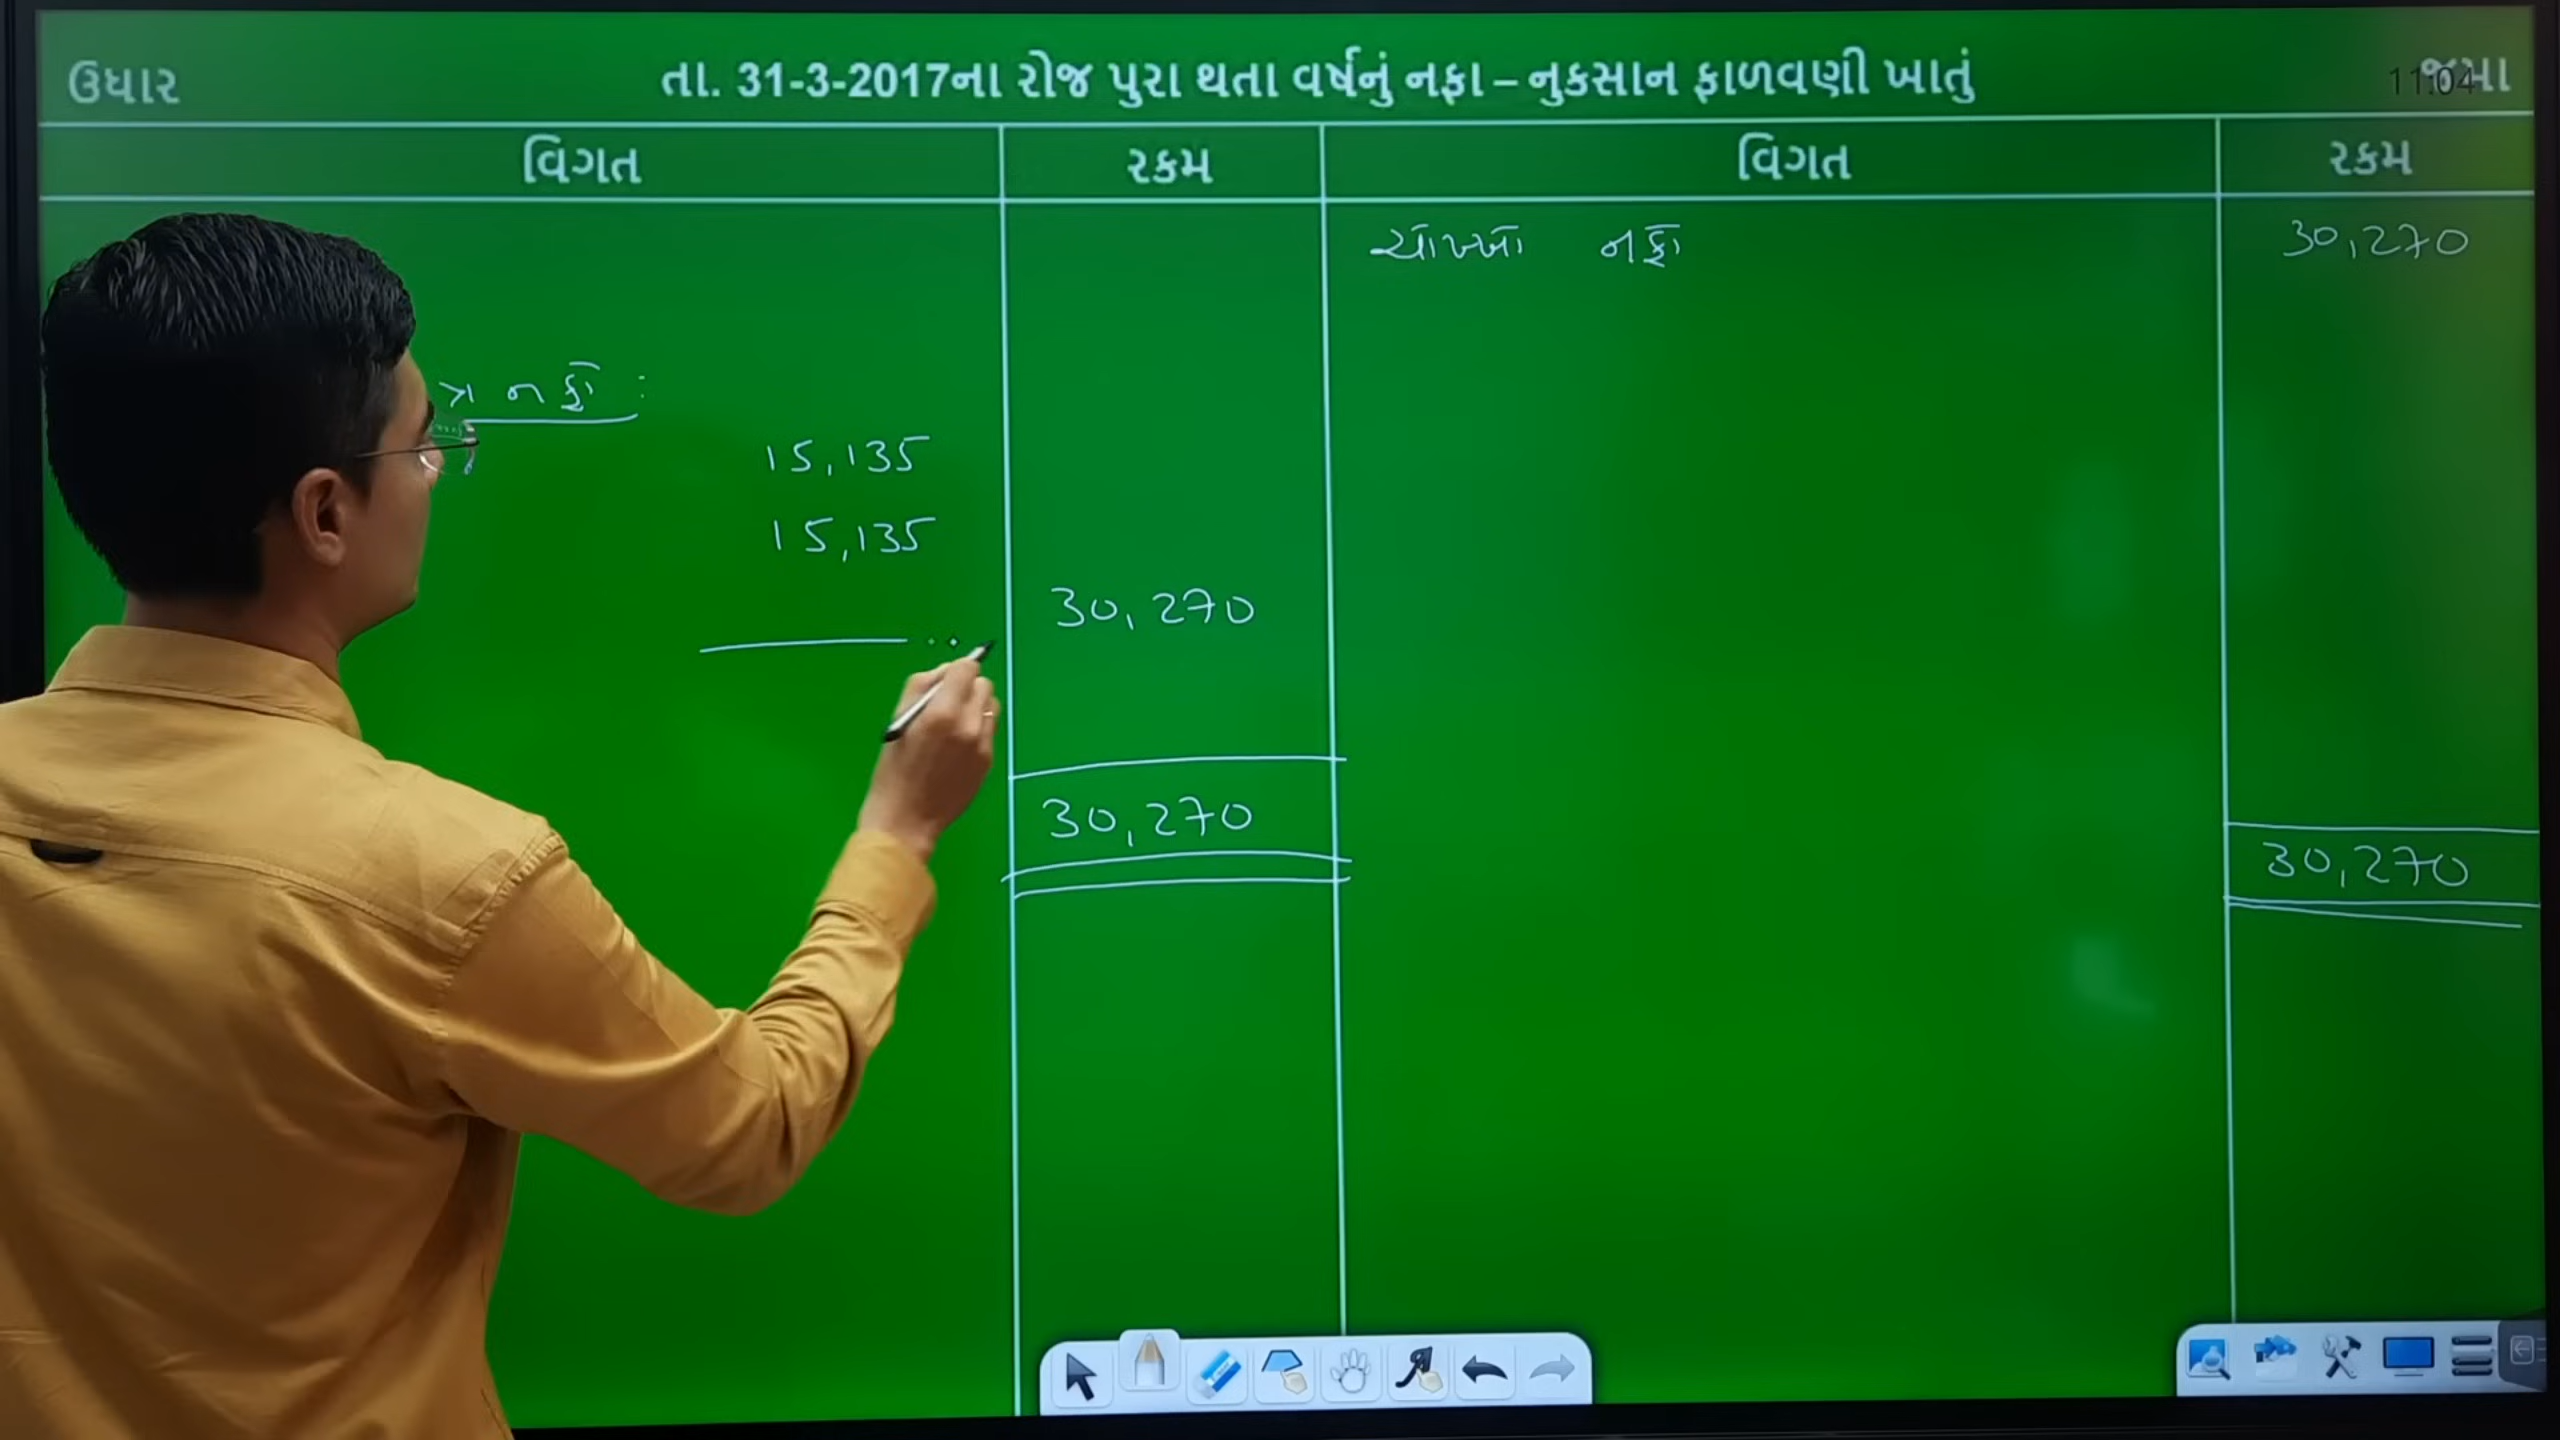 ઉધાર
તા. 31-3-2017ના રોજ પુરા થતા વર્ષનું નફા – નુકસાન ફાળવણી ખાતું
જમા
11:04
વિગત
રકમ
વિગત
રકમ
ચોખ્ખો નફો
30,270
નફો :
15,135
15,135
30,270
30,270
30,270